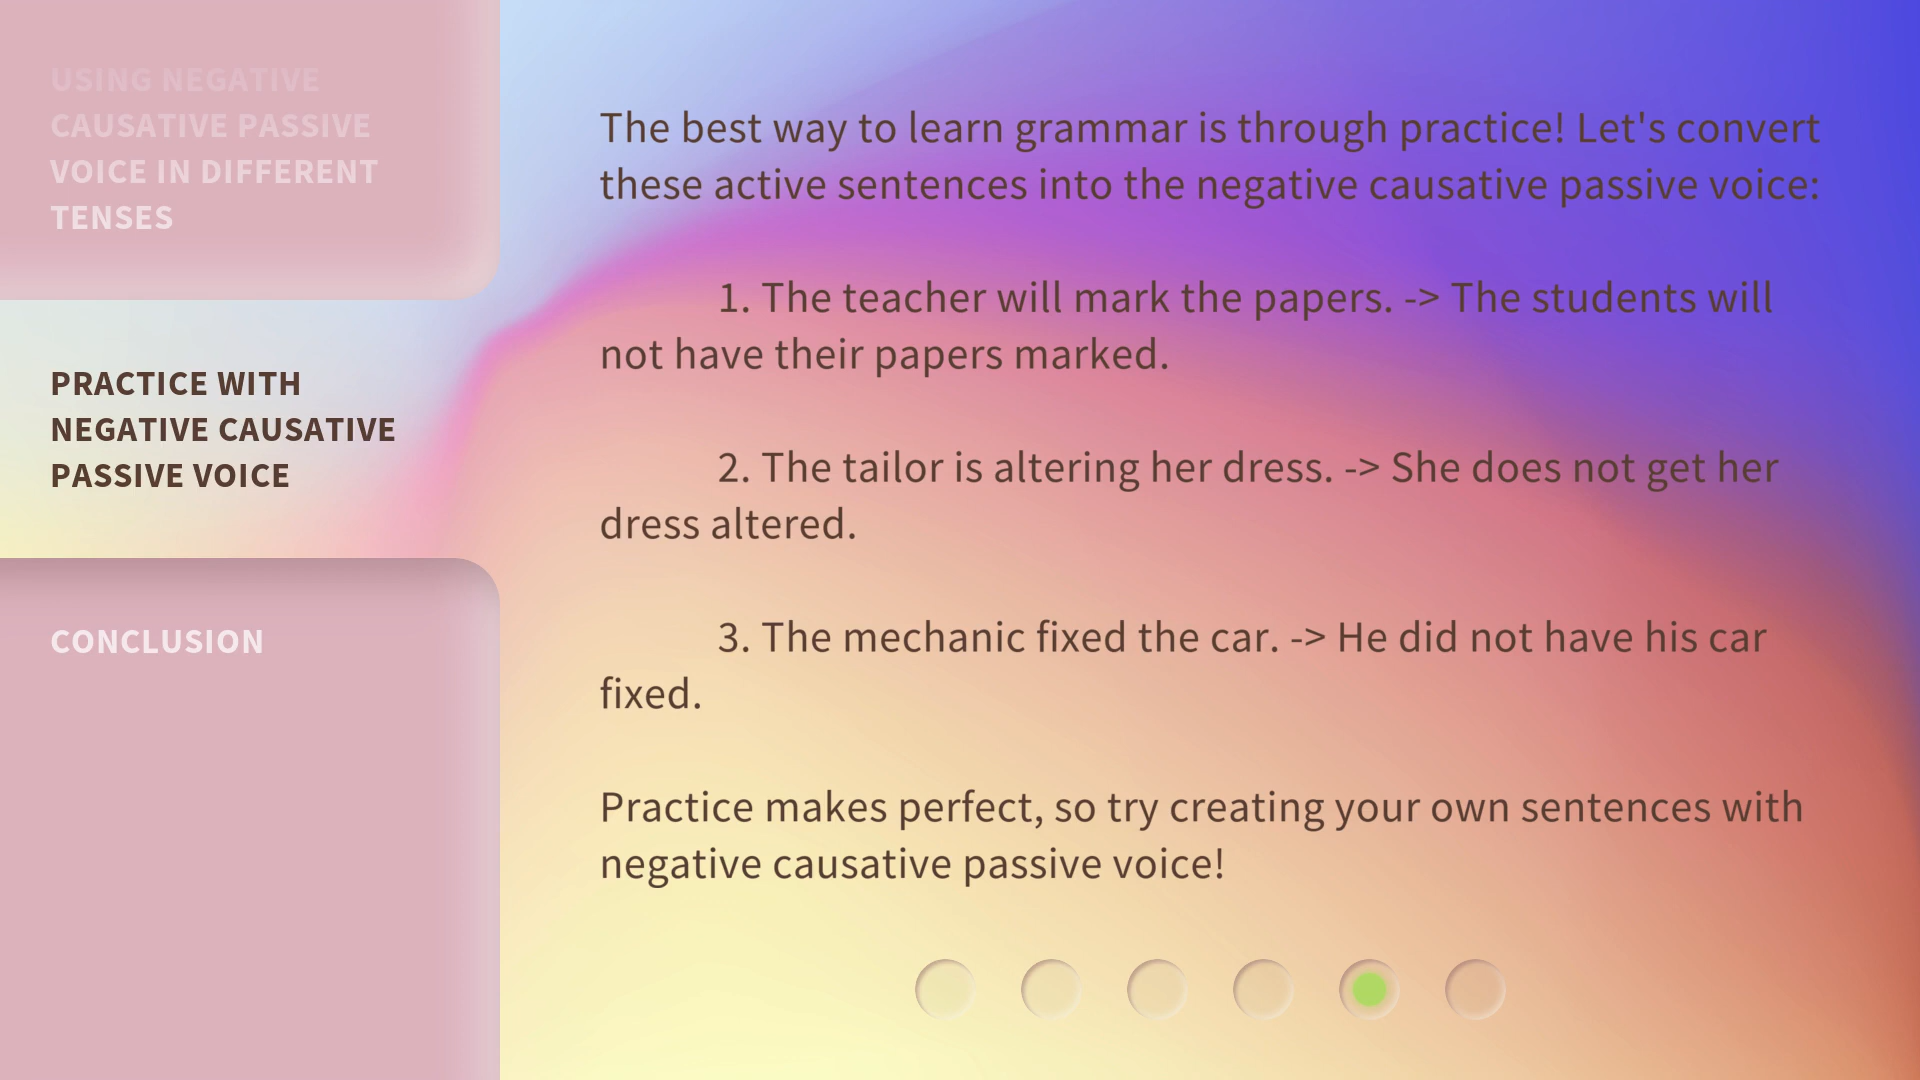 USING NEGATIVE
CAUSATIVE PASSIVE
VOICE IN DIFFERENT
TENSES
PRACTICE WITH
NEGATIVE CAUSATIVE
PASSIVE VOICE
CONCLUSION
The best way to learn grammar is through practice! Let's convert
these active sentences into the negative causative passive voice:
1. The teacher will mark the papers. -> The students will
not have their papers marked.
2. The tailor is altering her dress. -> She does not get her
dress altered.
3. The mechanic fixed the car. -> He did not have his car
fixed.
Practice makes perfect, so try creating your own sentences with
negative causative passive voice!